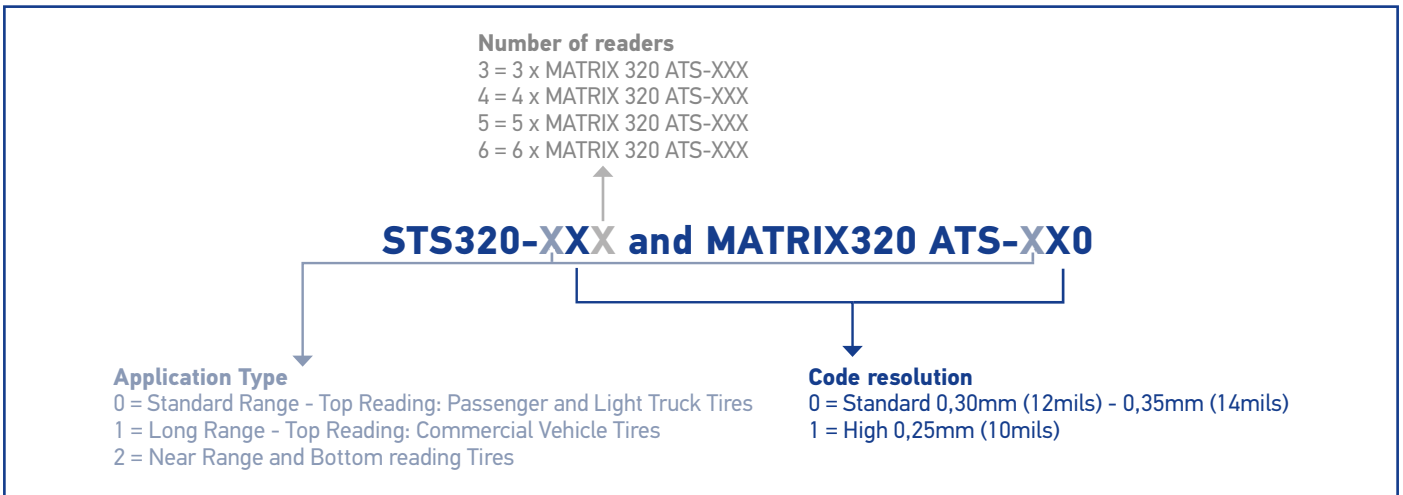 Number of readers
3 = 3 x MATRIX 320 ATS-XXX
4 = 4 x MATRIX 320 ATS-XXX
5 = 5 x MATRIX 320 ATS-XXX
6 = 6 x MATRIX 320 ATS-XXX
STS320-XXX and MATRIX320 ATS-XX0
Application Type
0 = Standard Range - Top Reading: Passenger and Light Truck Tires
1 = Long Range - Top Reading: Commercial Vehicle Tires
2 = Near Range and Bottom reading Tires
Code resolution
0 = Standard 0,30mm (12mils) - 0,35mm (14mils)
1 = High 0,25mm (10mils)